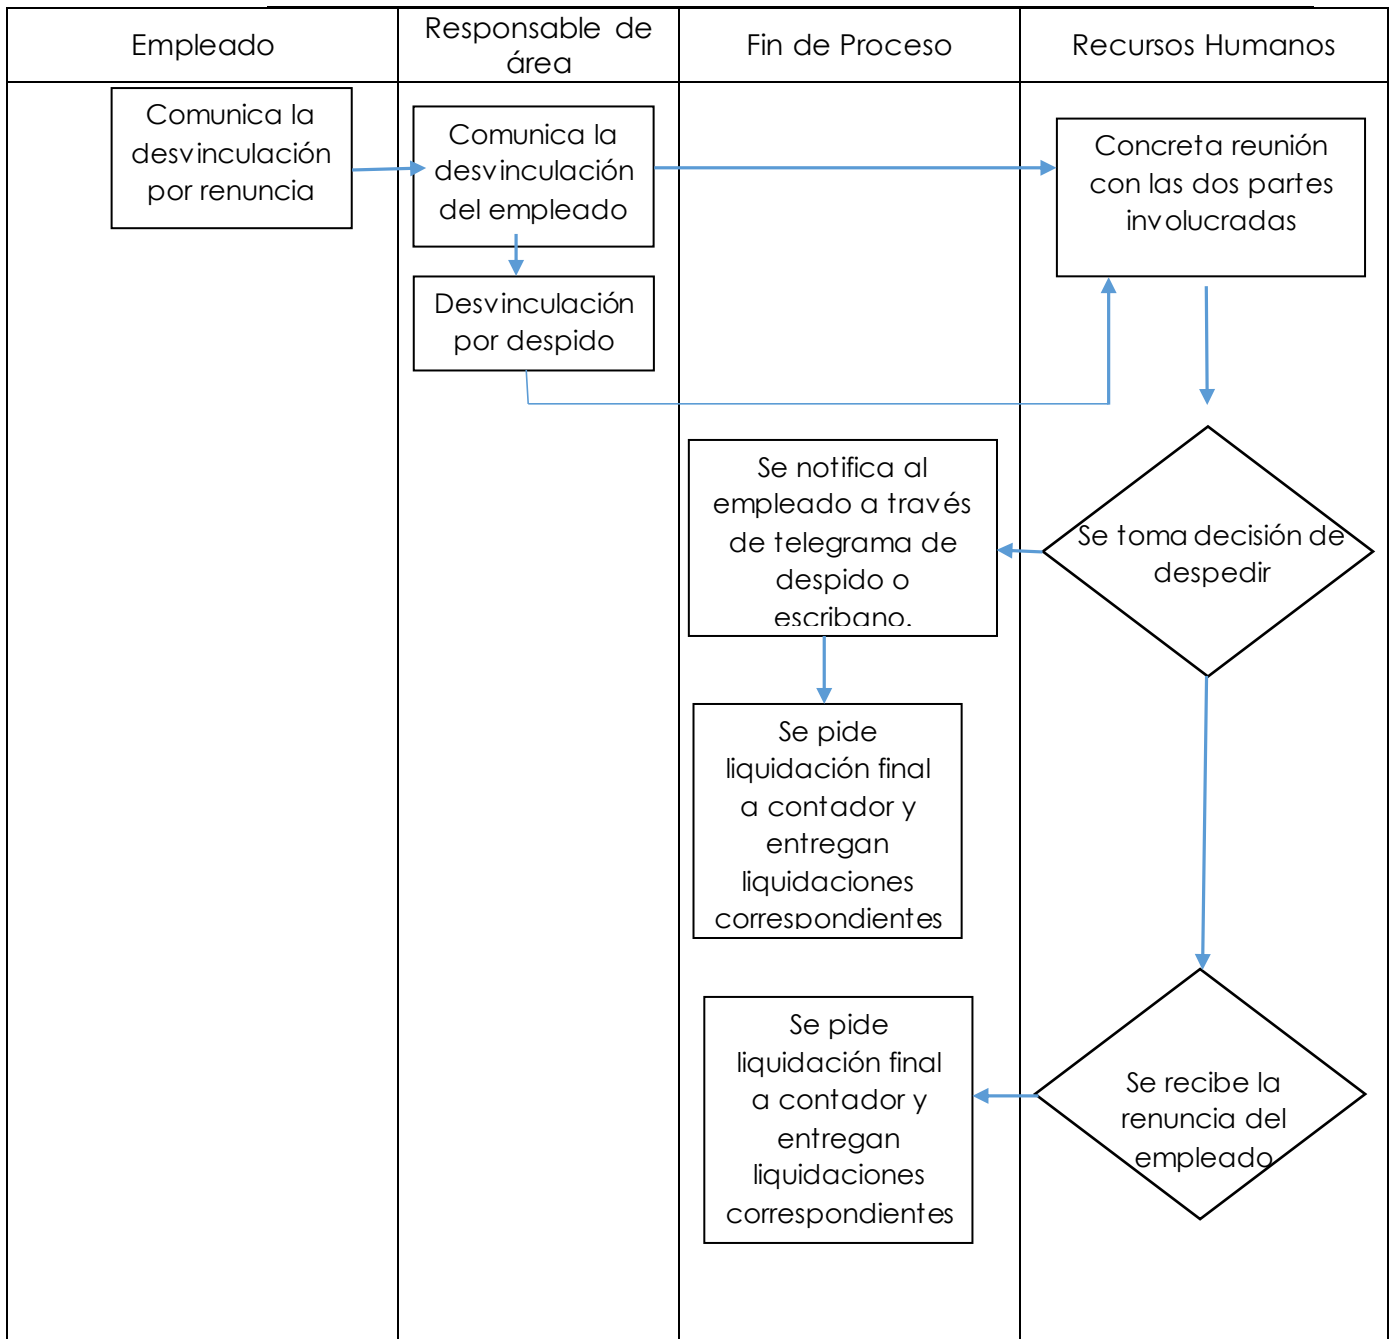 Empleado
Responsable de
área
Fin de Proceso
Recursos Humanos
Comunica la
desvinculación
por renuncia
Comunica la
desvinculación
del empleado
Concreta reunión
con las dos partes
involucradas
Desvinculación
por despido
Se notifica al
empleado a través
de telegrama de
despido o
escribano.
Se toma decisión de
despedir
Se pide
liquidación final
a contador y
entregan
liquidaciones
correspondientes
Se pide
liquidación final
a contador y
entregan
liquidaciones
correspondientes
Se recibe la
renuncia del
empleado